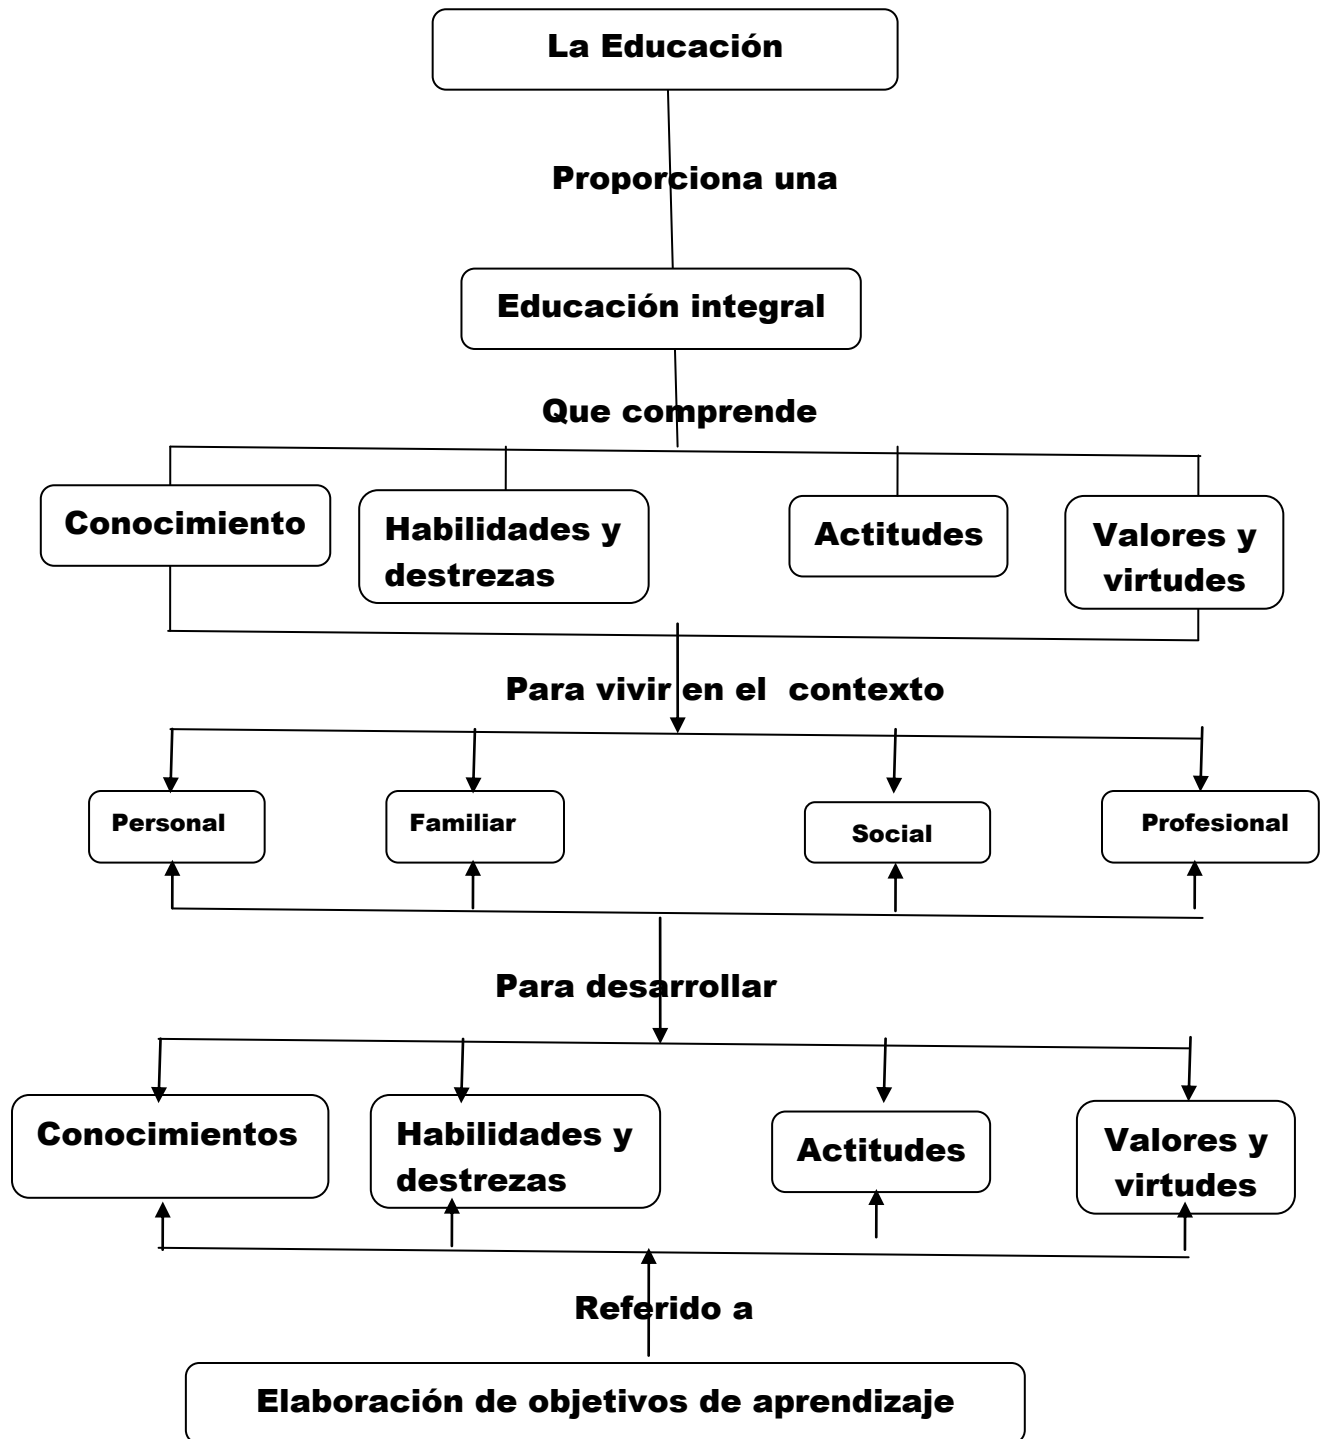 La Educación
Proporciona una
Educación integral
Que comprende
Conocimiento
Habilidades y
destrezas
Actitudes
Valores y
virtudes
Para vivir en el  contexto
Personal
Familiar
Social
Profesional
Para desarrollar
Conocimientos
Habilidades y
destrezas
Actitudes
Valores y
virtudes
Referido a
Elaboración de objetivos de aprendizaje